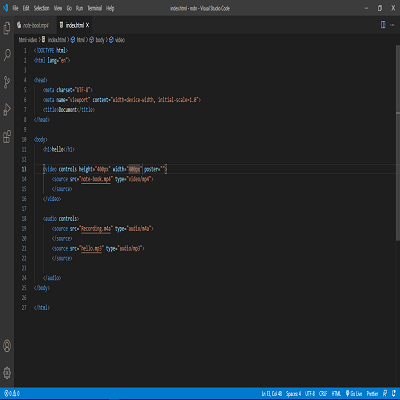 File Edit Selection View Go Run Terminal Help
index.html - mdn - Visual Studio Code
note-book.mp4 index.html
html-video > index.html > html > body > video
1 <!DOCTYPE html>
2 <html lang="en">
3
4 <head>
5 <meta charset="UTF-8">
6 <meta name="viewport" content="width=device-width, initial-scale=1.0">
7 <title>Document</title>
8 </head>
9
10 <body>
11 <h1>hello</h1>
12
13 <video controls height="400px" width="400px" poster="">
14 <source src="note-book.mp4" type="video/mp4">
15 </source>
16 </video>
17
18 <audio controls>
19 <source src="Recording.m4a" type="audio/m4a">
20 </source>
21 <source src="hello.mp3" type="audio/mp3">
22 </source>
23
24 </audio>
25 </body>
26
27 </html>
0 0 Ln 13, Col 48 Spaces: 4 UTF-8 CRLF HTML Go Live Prettier